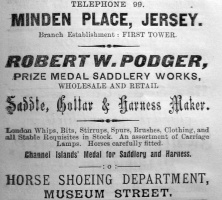 TELEPHONE 99.
MINDEN PLACE, JERSEY.
Branch Establishment : FIRST TOWER.
ROBERT W. PODGER,
PRIZE MEDAL SADDLERY WORKS,
WHOLESALE AND RETAIL
Saddle, Collar & Harness Maker.
London Whips, Bits, Stirrups, Spurs, Brushes, Clothing, and
all Stable Requisites in Stock. An assortment of Carriage
Lamps. Horses carefully fitted.
Channel Islands' Medal for Saddlery and Harness.
HORSE SHOEING DEPARTMENT,
MUSEUM STREET.